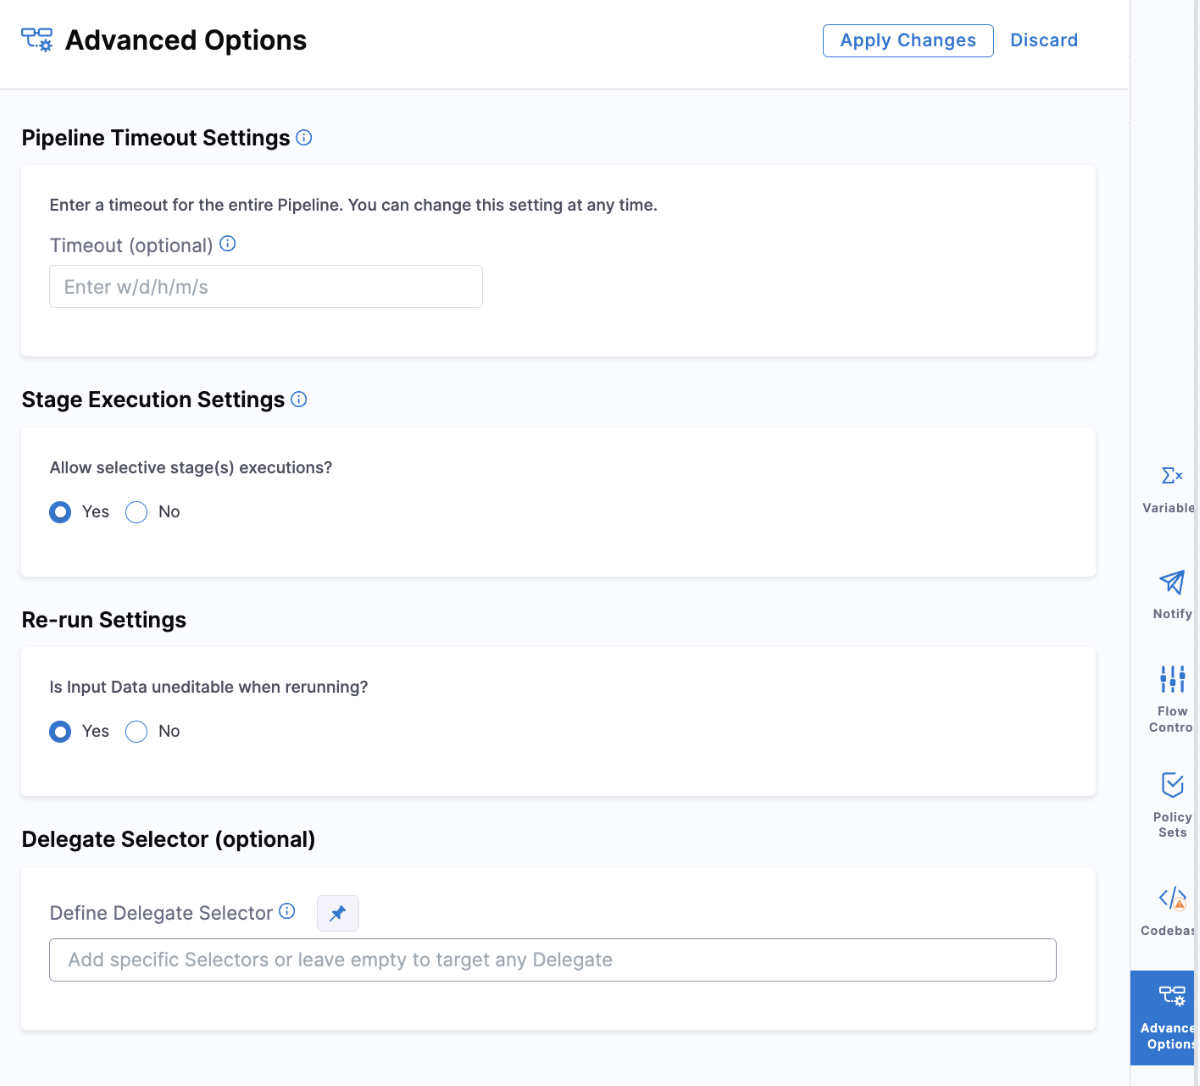 Advanced Options
Apply Changes
Discard
Pipeline Timeout Settings
Enter a timeout for the entire Pipeline. You can change this setting at any time.
Timeout (optional)
Enter w/d/h/m/s
Stage Execution Settings
Allow selective stage(s) executions?
Yes
No
Re-run Settings
Is Input Data uneditable when rerunning?
Yes
No
Delegate Selector (optional)
Define Delegate Selector
Add specific Selectors or leave empty to target any Delegate
Variable
Notify
Flow
Contro
Policy
Sets
Codebas
Advance
Options